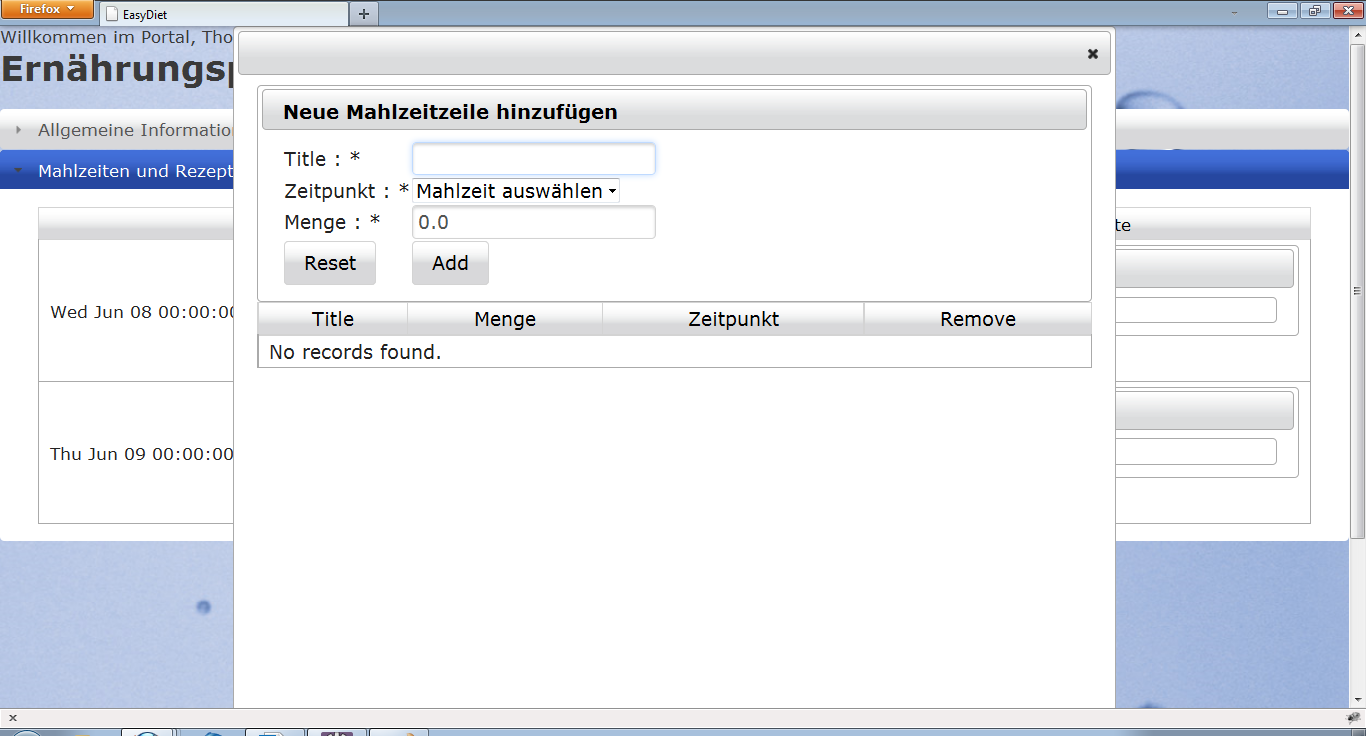 Firefox
EasyDiet
Willkommen im Portal, Tho
Ernährungsp
Allgemeine Information
Mahlzeiten und Rezept
Neue Mahlzeitzeile hinzufügen
Title : *
Zeitpunkt : * Mahlzeit auswählen
Menge : * 0.0
Reset Add
Title Menge Zeitpunkt Remove
No records found.
te
Wed Jun 08 00:00:00
Thu Jun 09 00:00:00